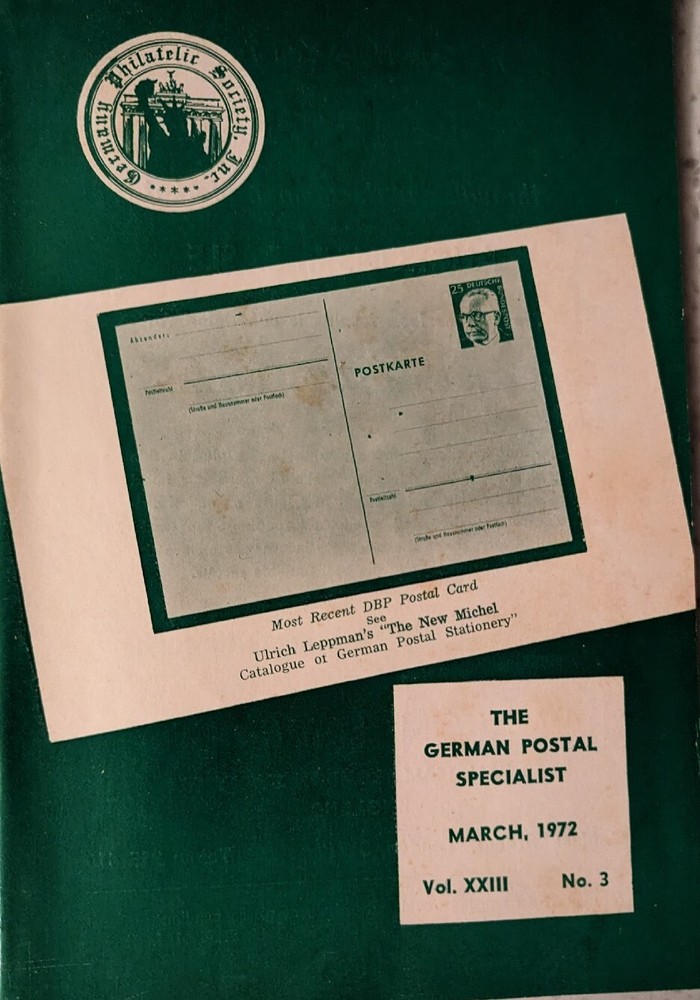 Germany Philatelic Society, Inc.
25 DEUTSCHE
Absender:
POSTKARTE
Postleitzahl
(Straße und Hausnummer oder Postfach)
Postleitzahl
(Straße und Hausnummer oder Postfach)
Most Recent DBP Postal Card
See
Ulrich Leppman's "The New Michel
Catalogue of German Postal Stationery"
THE
GERMAN POSTAL
SPECIALIST
MARCH, 1972
Vol. XXIII No. 3